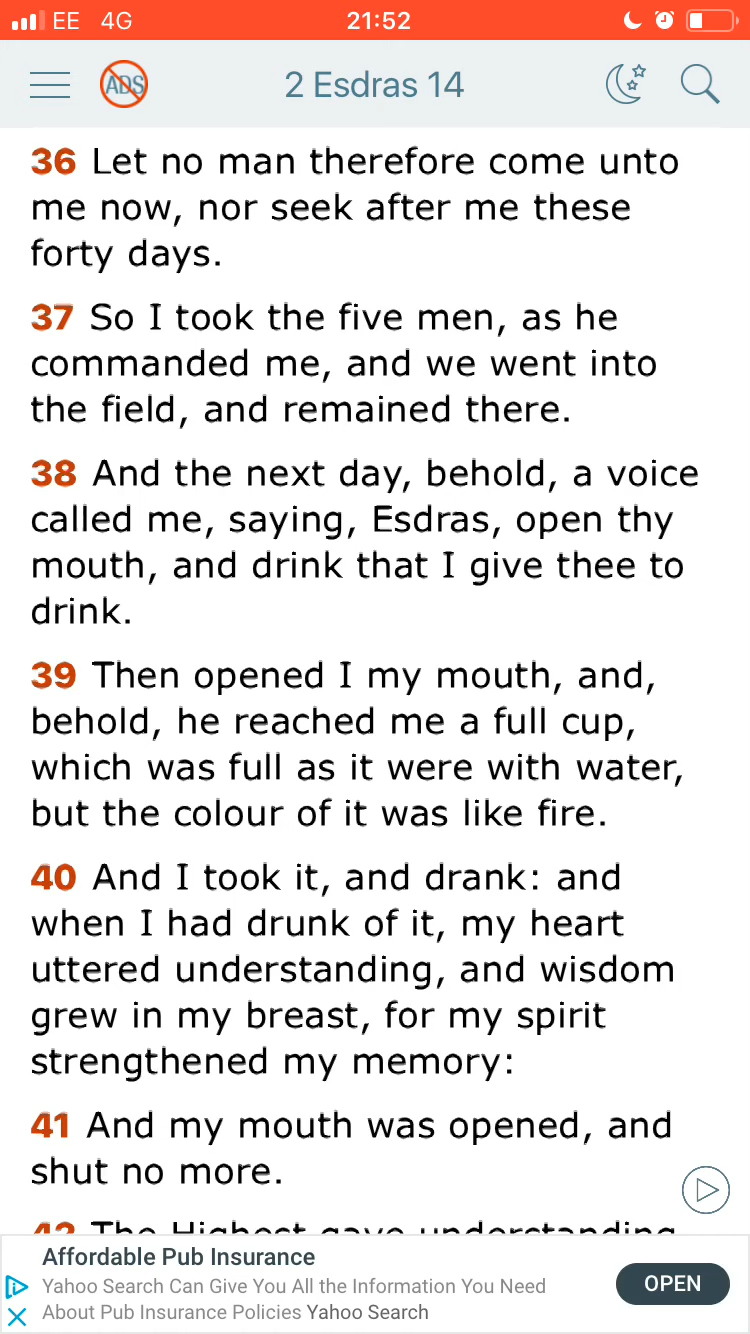 EE 4G 21:52
ADS 2 Esdras 14
36 Let no man therefore come unto
me now, nor seek after me these
forty days.
37 So I took the five men, as he
commanded me, and we went into
the field, and remained there.
38 And the next day, behold, a voice
called me, saying, Esdras, open thy
mouth, and drink that I give thee to
drink.
39 Then opened I my mouth, and,
behold, he reached me a full cup,
which was full as it were with water,
but the colour of it was like fire.
40 And I took it, and drank: and
when I had drunk of it, my heart
uttered understanding, and wisdom
grew in my breast, for my spirit
strengthened my memory:
41 And my mouth was opened, and
shut no more.
42 The Highest gave understanding
Affordable Pub Insurance
Yahoo Search Can Give You All the Information You Need
About Pub Insurance Policies Yahoo Search
OPEN